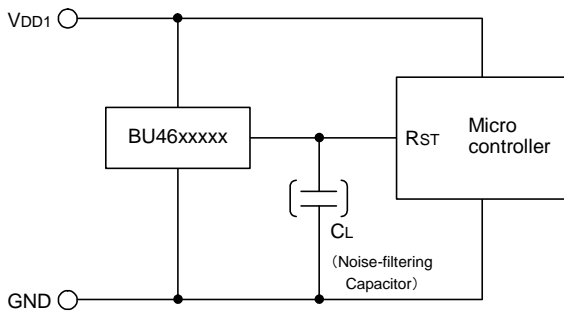 VDD1
BU46xxxxx
RST
Micro
controller
CL
（Noise-filtering
Capacitor）
GND